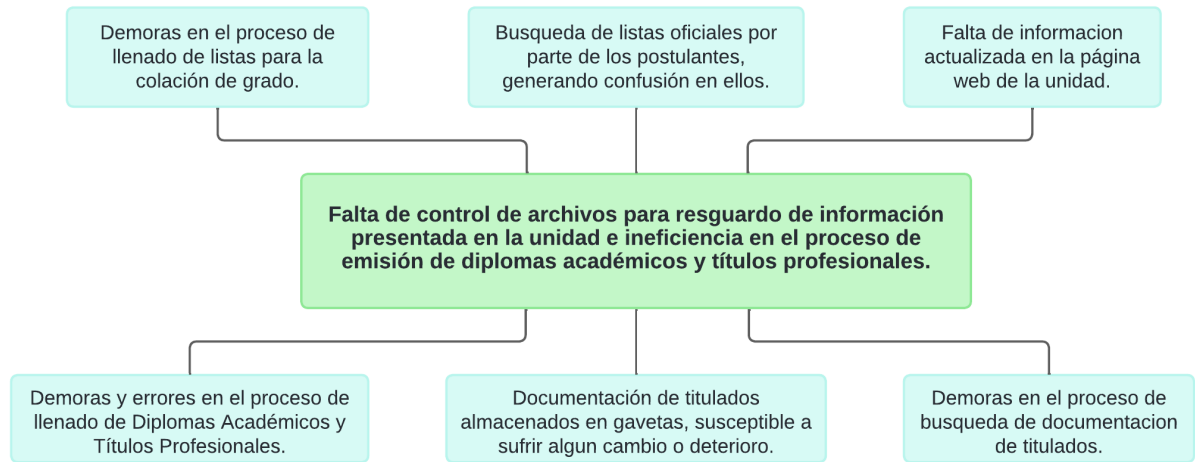 Demoras en el proceso de
llenado de listas para la
colación de grado.
Busqueda de listas oficiales por
parte de los postulantes,
generando confusión en ellos.
Falta de informacion
actualizada en la página
web de la unidad.
Falta de control de archivos para resguardo de información
presentada en la unidad e ineficiencia en el proceso de
emisión de diplomas académicos y títulos profesionales.
Demoras y errores en el proceso de
llenado de Diplomas Académicos y
Títulos Profesionales.
Documentación de titulados
almacenados en gavetas, susceptible a
sufrir algun cambio o deterioro.
Demoras en el proceso de
busqueda de documentacion
de titulados.